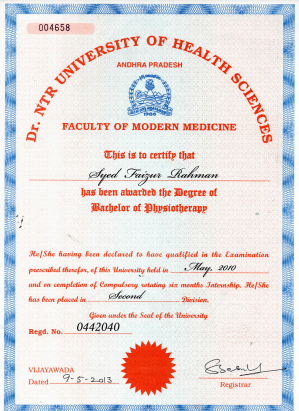 004658
Dr. NTR UNIVERSITY OF HEALTH SCIENCES
ANDHRA PRADESH
1986
FACULTY OF MODERN MEDICINE
This is to certify that
Syed Faizur Rahman
has been awarded the Degree of
Bachelor of Physiotherapy
He/She having been declared to have qualified in the Examination
prescribed therefor, of this University held in May, 2010
and on completion of Compulsory rotating six months Internship. He/She
has been placed in Second Division.
Given under the Seal of the University
Regd. No. 0442040
VIJAYAWADA
Dated 9-5-2013
Registrar